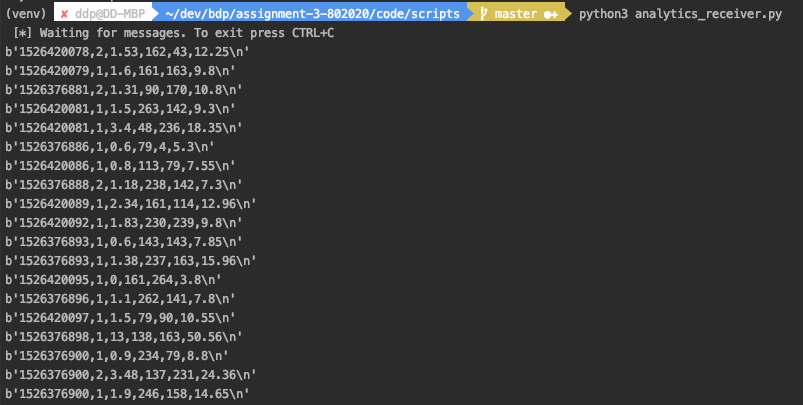 (venv) ✘ ddp@DD-MBP ~/dev/bdp/assignment-3-802020/code/scripts master ●+ python3 analytics_receiver.py
[*] Waiting for messages. To exit press CTRL+C
b'1526420078,2,1.53,162,43,12.25\n'
b'1526420079,1,1.6,161,163,9.8\n'
b'1526376881,2,1.31,90,170,10.8\n'
b'1526420081,1,1.5,263,142,9.3\n'
b'1526420081,1,3.4,48,236,18.35\n'
b'1526376886,1,0.6,79,4,5.3\n'
b'1526420086,1,0.8,113,79,7.55\n'
b'1526376888,2,1.18,238,142,7.3\n'
b'1526420089,1,2.34,161,114,12.96\n'
b'1526420092,1,1.83,230,239,9.8\n'
b'1526376893,1,0.6,143,143,7.85\n'
b'1526376893,1,1.38,237,163,15.96\n'
b'1526420095,1,0,161,264,3.8\n'
b'1526376896,1,1.1,262,141,7.8\n'
b'1526420097,1,1.5,79,90,10.55\n'
b'1526376898,1,13,138,163,50.56\n'
b'1526376900,1,0.9,234,79,8.8\n'
b'1526376900,2,3.48,137,231,24.36\n'
b'1526376900,1,1.9,246,158,14.65\n'